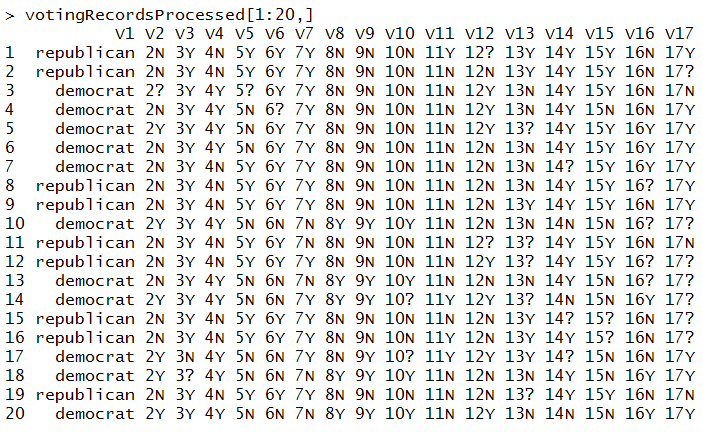 > votingRecordsProcessed[1:20,]
V1 V2 V3 V4 V5 V6 V7 V8 V9 V10 V11 V12 V13 V14 V15 V16 V17
1 republican 2N 3Y 4N 5Y 6Y 7Y 8N 9N 10N 11Y 12? 13Y 14Y 15Y 16N 17Y
2 republican 2N 3Y 4N 5Y 6Y 7Y 8N 9N 10N 11N 12N 13Y 14Y 15Y 16N 17?
3 democrat 2? 3Y 4Y 5? 6Y 7Y 8N 9N 10N 11N 12Y 13N 14Y 15Y 16N 17N
4 democrat 2N 3Y 4Y 5N 6? 7Y 8N 9N 10N 11N 12Y 13N 14Y 15N 16N 17Y
5 democrat 2Y 3Y 4Y 5N 6Y 7Y 8N 9N 10N 11N 12Y 13? 14Y 15Y 16Y 17Y
6 democrat 2N 3Y 4Y 5N 6Y 7Y 8N 9N 10N 11N 12N 13N 14Y 15Y 16Y 17Y
7 democrat 2N 3Y 4N 5Y 6Y 7Y 8N 9N 10N 11N 12N 13N 14? 15Y 16Y 17Y
8 republican 2N 3Y 4N 5Y 6Y 7Y 8N 9N 10N 11N 12N 13N 14Y 15Y 16? 17Y
9 republican 2N 3Y 4N 5Y 6Y 7Y 8N 9N 10N 11N 12N 13Y 14Y 15Y 16N 17Y
10 democrat 2Y 3Y 4Y 5N 6N 7N 8Y 9Y 10Y 11N 12N 13N 14N 15N 16? 17?
11 republican 2N 3Y 4N 5Y 6Y 7N 8N 9N 10N 11N 12? 13? 14Y 15Y 16N 17N
12 republican 2N 3Y 4N 5Y 6Y 7Y 8N 9N 10N 11N 12Y 13? 14Y 15Y 16? 17?
13 democrat 2N 3Y 4Y 5N 6N 7N 8Y 9Y 10Y 11N 12N 13N 14Y 15N 16? 17?
14 democrat 2Y 3Y 4Y 5N 6N 7Y 8Y 9Y 10? 11Y 12Y 13? 14N 15N 16Y 17?
15 republican 2N 3Y 4N 5Y 6Y 7Y 8N 9N 10N 11N 12N 13Y 14? 15? 16N 17?
16 republican 2N 3Y 4N 5Y 6Y 7Y 8N 9N 10N 11Y 12N 13Y 14Y 15? 16N 17?
17 democrat 2Y 3N 4Y 5N 6N 7Y 8N 9Y 10? 11Y 12Y 13Y 14? 15N 16N 17Y
18 democrat 2Y 3? 4Y 5N 6N 7N 8Y 9Y 10Y 11N 12N 13N 14Y 15N 16Y 17Y
19 republican 2N 3Y 4N 5Y 6Y 7Y 8N 9N 10N 11N 12N 13? 14Y 15Y 16N 17N
20 democrat 2Y 3Y 4Y 5N 6N 7N 8Y 9Y 10Y 11N 12Y 13N 14N 15N 16Y 17Y